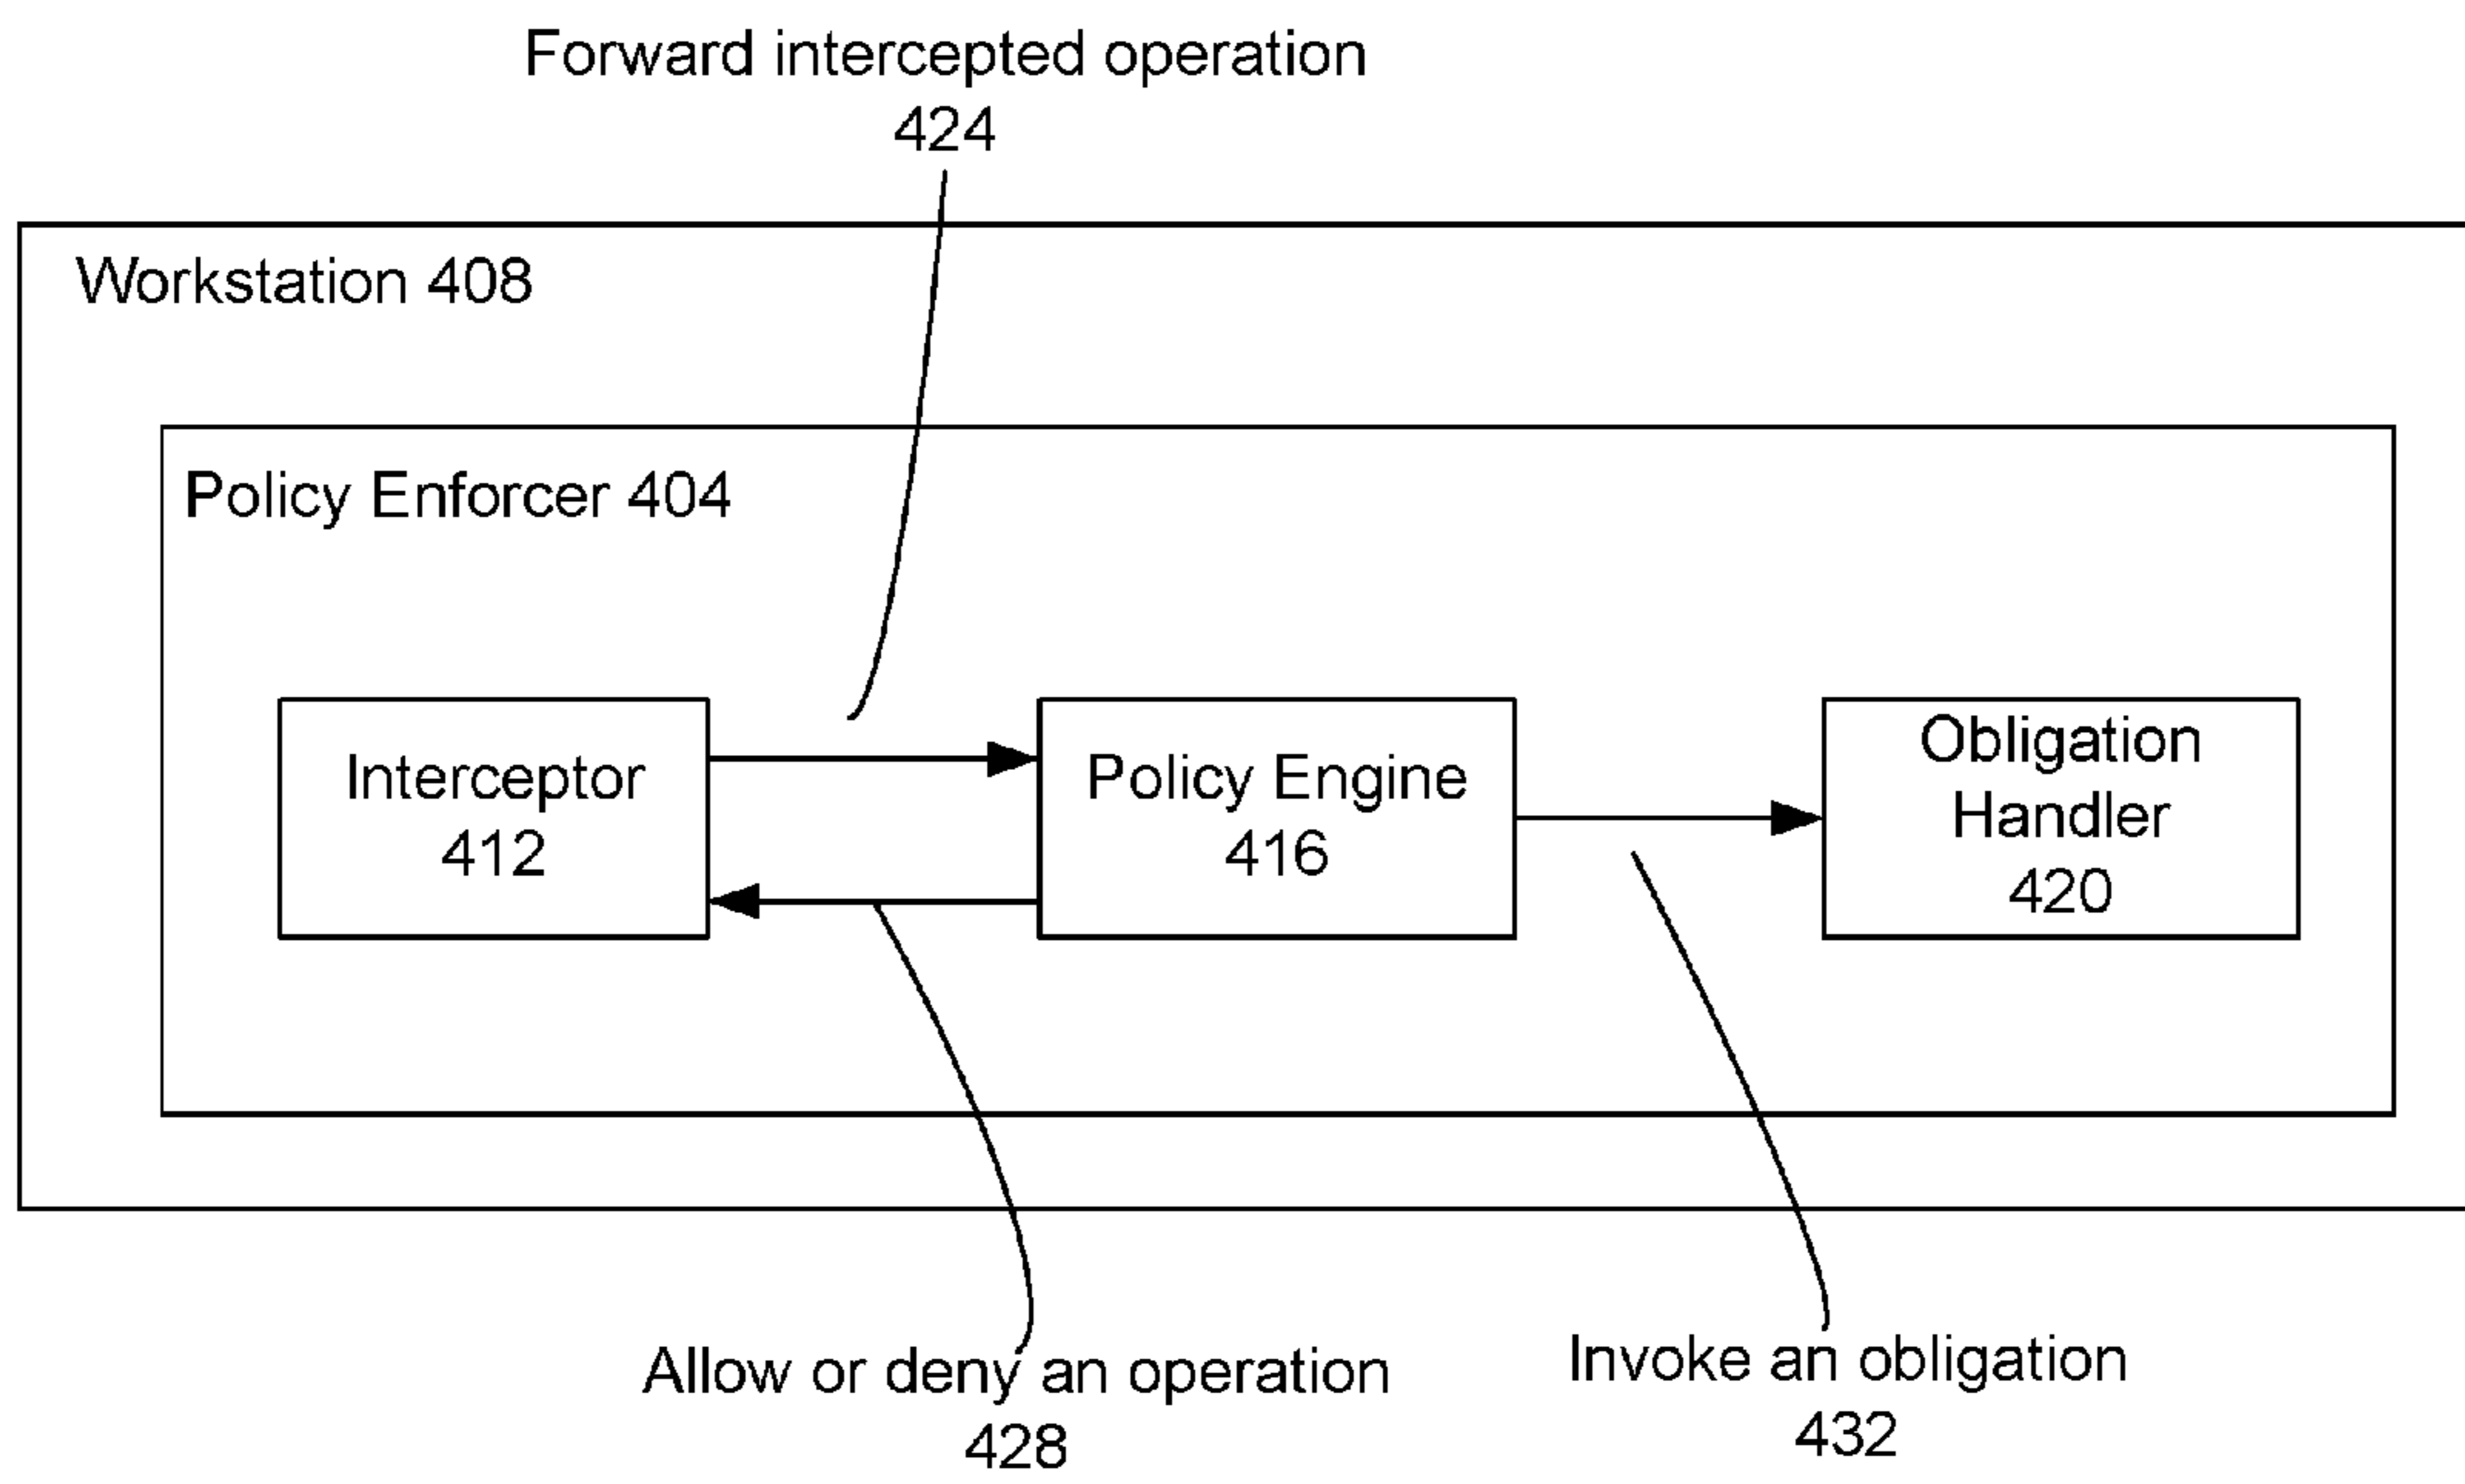 Forward intercepted operation
424
Workstation 408
Policy Enforcer 404
Interceptor
412
Policy Engine
416
Obligation
Handler
420
Allow or deny an operation
428
Invoke an obligation
432